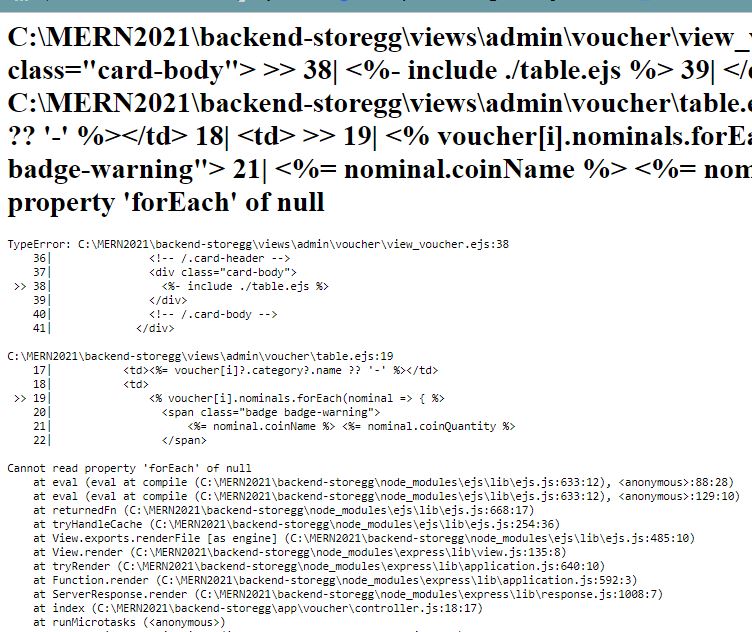 C:\MERN2021\backend-storegg\views\admin\voucher\view_
class="card-body"> >> 38| <%- include ./table.ejs %> 39| </
C:\MERN2021\backend-storegg\views\admin\voucher\table.
?? '-' %></td> 18| <td> >> 19| <% voucher[i].nominals.forEa
badge-warning"> 21| <%= nominal.coinName %> <%= nom
property 'forEach' of null
TypeError: C:\MERN2021\backend-storegg\views\admin\voucher\view_voucher.ejs:38
36| <!-- /.card-header -->
37| <div class="card-body">
>> 38| <%- include ./table.ejs %>
39| </div>
40| <!-- /.card-body -->
41| </div>
C:\MERN2021\backend-storegg\views\admin\voucher\table.ejs:19
17| <td><%= voucher[i]?.category?.name ?? '-' %></td>
18| <td>
>> 19| <% voucher[i].nominals.forEach(nominal => { %>
20| <span class="badge badge-warning">
21| <%= nominal.coinName %> <%= nominal.coinQuantity %>
22| </span>
Cannot read property 'forEach' of null
at eval (eval at compile (C:\MERN2021\backend-storegg\node_modules\ejs\lib\ejs.js:633:12), <anonymous>:88:28)
at eval (eval at compile (C:\MERN2021\backend-storegg\node_modules\ejs\lib\ejs.js:633:12), <anonymous>:129:10)
at returnedFn (C:\MERN2021\backend-storegg\node_modules\ejs\lib\ejs.js:668:17)
at tryHandleCache (C:\MERN2021\backend-storegg\node_modules\ejs\lib\ejs.js:254:36)
at View.exports.renderFile [as engine] (C:\MERN2021\backend-storegg\node_modules\ejs\lib\ejs.js:485:10)
at View.render (C:\MERN2021\backend-storegg\node_modules\express\lib\view.js:135:8)
at tryRender (C:\MERN2021\backend-storegg\node_modules\express\lib\application.js:640:10)
at Function.render (C:\MERN2021\backend-storegg\node_modules\express\lib\application.js:592:3)
at ServerResponse.render (C:\MERN2021\backend-storegg\node_modules\express\lib\response.js:1008:7)
at index (C:\MERN2021\backend-storegg\app\voucher\controller.js:18:17)
at runMicrotasks (<anonymous>)